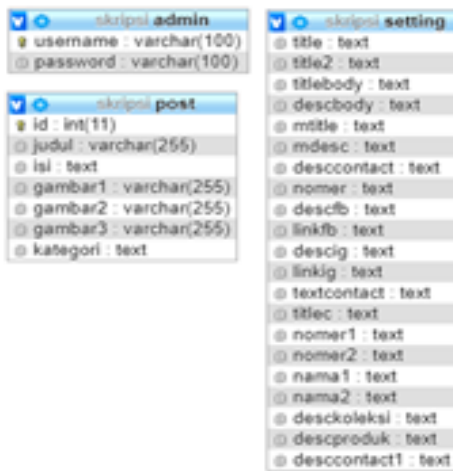 skripsi admin
username : varchar(100)
password : varchar(100)
skripsi post
id : int(11)
judul : varchar(255)
isi : text
gambar1 : varchar(255)
gambar2 : varchar(255)
gambar3 : varchar(255)
kategori : text
skripsi setting
title : text
title2 : text
titlebody : text
descbody : text
mtitle : text
mdesc : text
desccontact : text
nomer : text
descfb : text
linkfb : text
descig : text
linkig : text
textcontact : text
titlec : text
nomer1 : text
nomer2 : text
nama1 : text
nama2 : text
desckoleksi : text
descproduk : text
desccontact1 : text